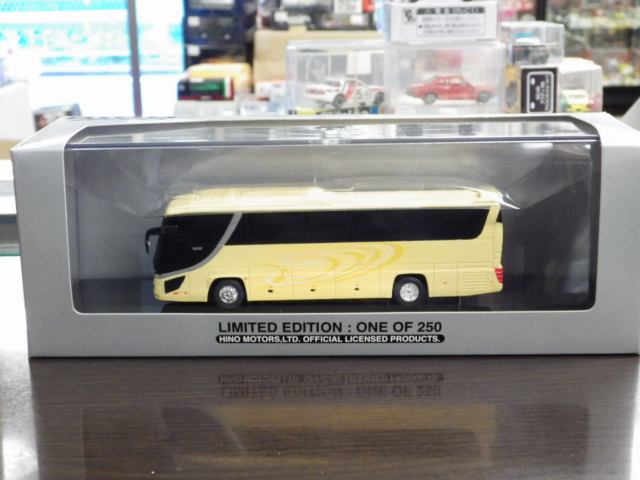 LIMITED EDITION : ONE OF 250
HINO MOTORS,LTD. OFFICIAL LICENSED PRODUCTS.